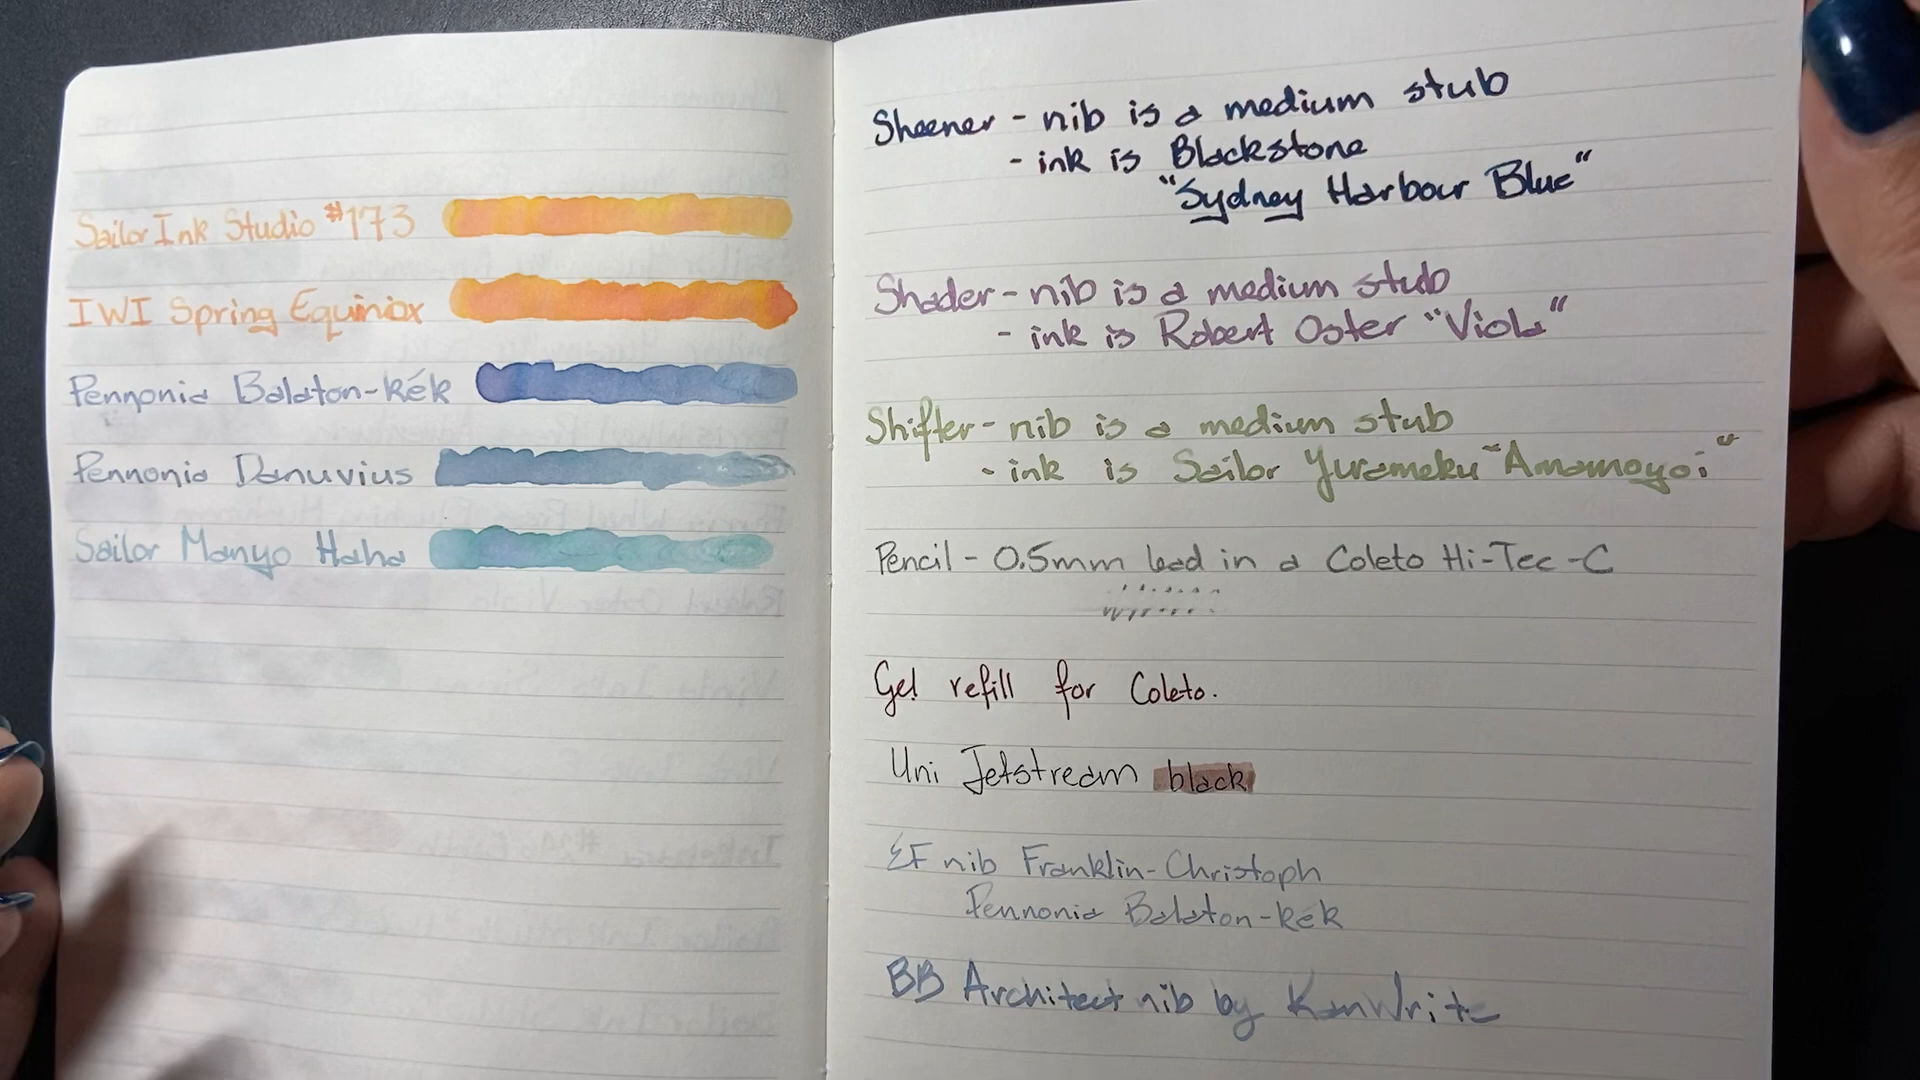 Sailor Ink Studio #173
IWI Spring Equinox
Pennonia Balaton-kék
Pennonia Danuvius
Sailor Manyo Haha
Sheener - nib is a medium stub
- ink is Blackstone
"Sydney Harbour Blue"
Shader - nib is a medium stub
- ink is Robert Oster "Viola"
Shifter - nib is a medium stub
- ink is Sailor Yurameku "Amamoyoi"
Pencil - 0.5mm lead in a Coleto Hi-Tec-C
Gel refill for Coleto.
Uni Jetstream black
EF nib Franklin-Christoph
Pennonia Balaton-kék
BB Architect nib by KanWrite